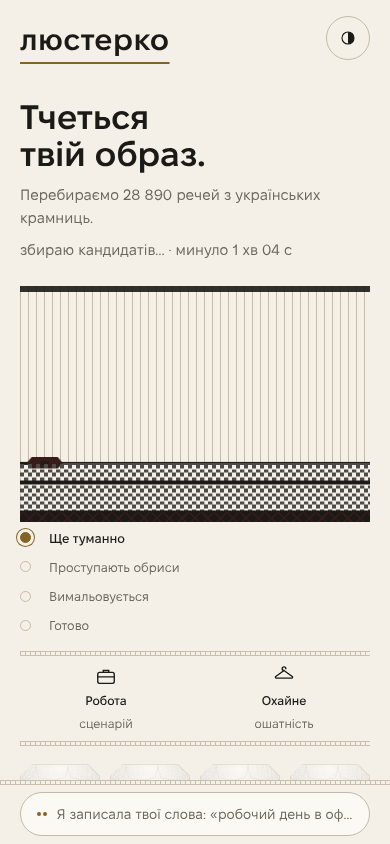 люстерко
Тчеться
твій образ.
Перебираємо 28 890 речей з українських
крамниць.
збираю кандидатів... · минуло 1 хв 04 с
Ще туманно
Проступають обриси
Вимальовується
Готово
Робота
сценарій
Охайне
ошатність
Я записала твої слова: «робочий день в оф...